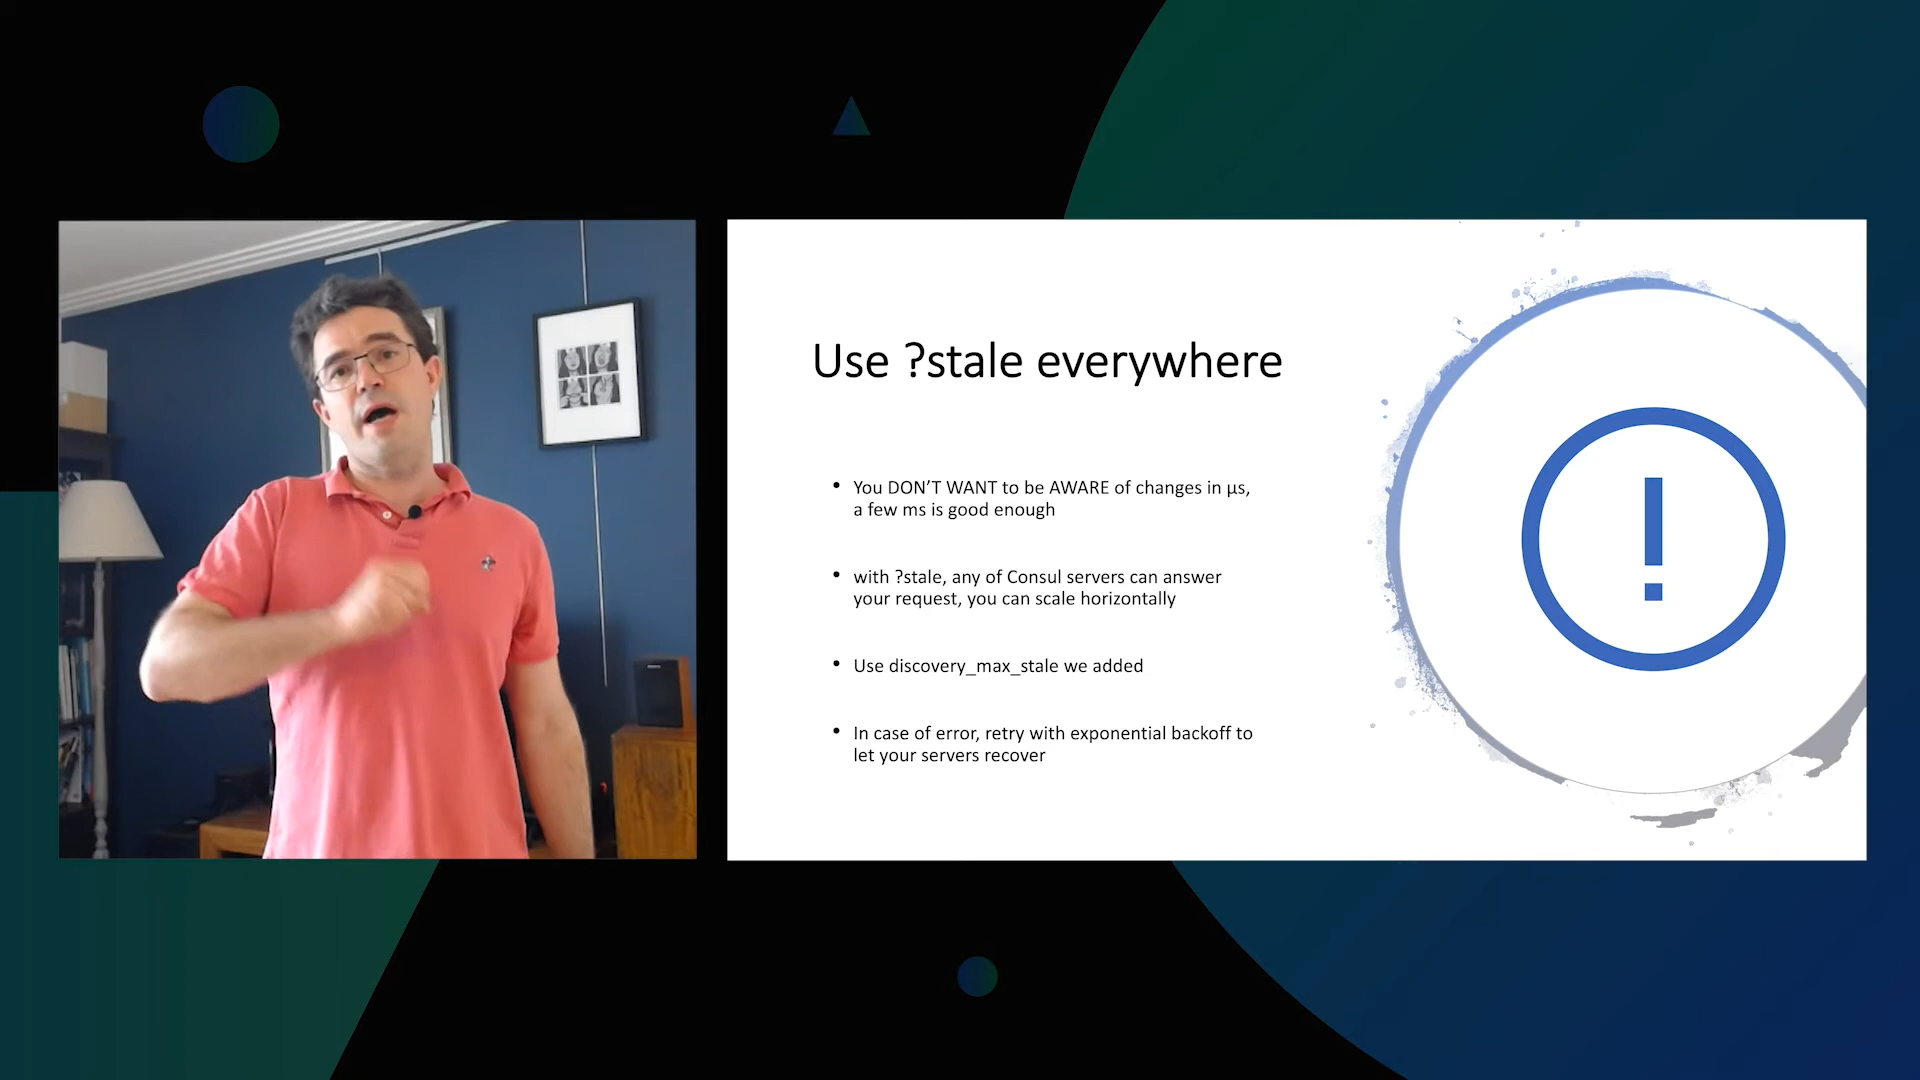 Use ?stale everywhere
• You DON’T WANT to be AWARE of changes in µs,
a few ms is good enough
• with ?stale, any of Consul servers can answer
your request, you can scale horizontally
• Use discovery_max_stale we added
• In case of error, retry with exponential backoff to
let your servers recover